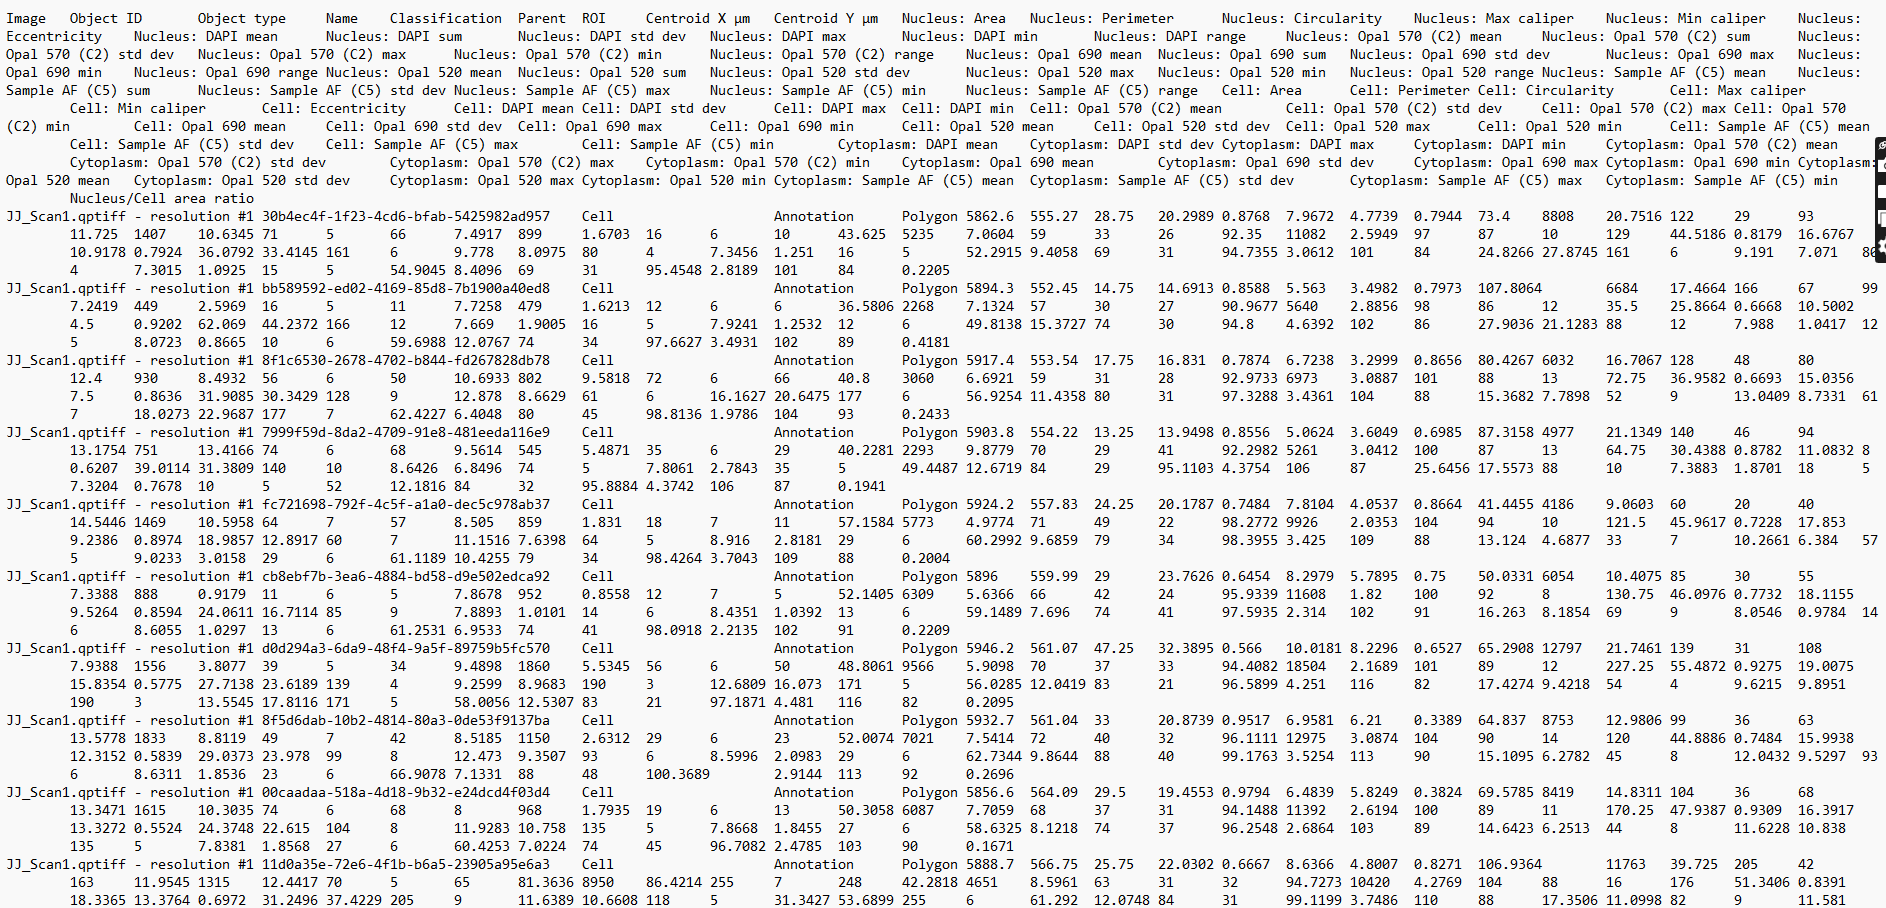 Image Object ID Object type Name Classification Parent ROI Centroid X µm Centroid Y µm Nucleus: Area Nucleus: Perimeter Nucleus: Circularity Nucleus: Max caliper Nucleus: Min caliper Nucleus:
Eccentricity Nucleus: DAPI mean Nucleus: DAPI sum Nucleus: DAPI std dev Nucleus: DAPI max Nucleus: DAPI min Nucleus: DAPI range Nucleus: Opal 570 (C2) mean Nucleus: Opal 570 (C2) sum Nucleus:
Opal 570 (C2) std dev Nucleus: Opal 570 (C2) max Nucleus: Opal 570 (C2) min Nucleus: Opal 570 (C2) range Nucleus: Opal 690 mean Nucleus: Opal 690 sum Nucleus: Opal 690 std dev Nucleus: Opal 690 max Nucleus:
Opal 690 min Nucleus: Opal 690 range Nucleus: Opal 520 mean Nucleus: Opal 520 sum Nucleus: Opal 520 std dev Nucleus: Opal 520 max Nucleus: Opal 520 min Nucleus: Opal 520 range Nucleus: Sample AF (C5) mean Nucleus:
Sample AF (C5) sum Nucleus: Sample AF (C5) std dev Nucleus: Sample AF (C5) max Nucleus: Sample AF (C5) min Nucleus: Sample AF (C5) range Cell: Area Cell: Perimeter Cell: Circularity Cell: Max caliper
Cell: Min caliper Cell: Eccentricity Cell: DAPI mean Cell: DAPI std dev Cell: DAPI max Cell: DAPI min Cell: Opal 570 (C2) mean Cell: Opal 570 (C2) std dev Cell: Opal 570 (C2) max Cell: Opal 570
(C2) min Cell: Opal 690 mean Cell: Opal 690 std dev Cell: Opal 690 max Cell: Opal 690 min Cell: Opal 520 mean Cell: Opal 520 std dev Cell: Opal 520 max Cell: Opal 520 min Cell: Sample AF (C5) mean
Cell: Sample AF (C5) std dev Cell: Sample AF (C5) max Cell: Sample AF (C5) min Cytoplasm: DAPI mean Cytoplasm: DAPI std dev Cytoplasm: DAPI max Cytoplasm: DAPI min Cytoplasm: Opal 570 (C2) mean
Cytoplasm: Opal 570 (C2) std dev Cytoplasm: Opal 570 (C2) max Cytoplasm: Opal 570 (C2) min Cytoplasm: Opal 690 mean Cytoplasm: Opal 690 std dev Cytoplasm: Opal 690 max Cytoplasm: Opal 690 min Cytoplasm:
Opal 520 mean Cytoplasm: Opal 520 std dev Cytoplasm: Opal 520 max Cytoplasm: Opal 520 min Cytoplasm: Sample AF (C5) mean Cytoplasm: Sample AF (C5) std dev Cytoplasm: Sample AF (C5) max Cytoplasm: Sample AF (C5) min
Nucleus/Cell area ratio
JJ_Scan1.qptiff - resolution #1 30b4ec4f-1f23-4cd6-bfab-5425982ad957 Cell Annotation Polygon 5862.6 555.27 28.75 20.2989 0.8768 7.9672 4.7739 0.7944 73.4 8808 20.7516 122 29 93
11.725 1407 10.6345 71 5 66 7.4917 899 1.6703 16 6 10 43.625 5235 7.0604 59 33 26 92.35 11082 2.5949 97 87 10 129 44.5186 0.8179 16.6767
10.9178 0.7924 36.0792 33.4145 161 6 9.778 8.0975 80 4 7.3456 1.251 16 5 52.2915 9.4058 69 31 94.7355 3.0612 101 84 24.8266 27.8745 161 6 9.191 7.071 80
4 7.3015 1.0925 15 5 54.9045 8.4096 69 31 95.4548 2.8189 101 84 0.2205
JJ_Scan1.qptiff - resolution #1 bb589592-ed02-4169-85d8-7b1900a40ed8 Cell Annotation Polygon 5894.3 552.45 14.75 14.6913 0.8588 5.563 3.4982 0.7973 107.8064 6684 17.4664 166 67 99
7.2419 449 2.5969 16 5 11 7.7258 479 1.6213 12 6 6 36.5806 2268 7.1324 57 30 27 90.9677 5640 2.8856 98 86 12 35.5 25.8664 0.6668 10.5002
4.5 0.9202 62.069 44.2372 166 12 7.669 1.9005 16 5 7.9241 1.2532 12 6 49.8138 15.3727 74 30 94.8 4.6392 102 86 27.9036 21.1283 88 12 7.988 1.0417 12
5 8.0723 0.8665 10 6 59.6988 12.0767 74 34 97.6627 3.4931 102 89 0.4181
JJ_Scan1.qptiff - resolution #1 8f1c6530-2678-4702-b844-fd267828db78 Cell Annotation Polygon 5917.4 553.54 17.75 16.831 0.7874 6.7238 3.2999 0.8656 80.4267 6032 16.7067 128 48 80
12.4 930 8.4932 56 6 50 10.6933 802 9.5818 72 6 66 40.8 3060 6.6921 59 31 28 92.9733 6973 3.0887 101 88 13 72.75 36.9582 0.6693 15.0356
7.5 0.8636 31.9085 30.3429 128 9 12.878 8.6629 61 6 16.1627 20.6475 177 6 56.9254 11.4358 80 31 97.3288 3.4361 104 88 15.3682 7.7898 52 9 13.0409 8.7331 61
7 18.0273 22.9687 177 7 62.4227 6.4048 80 45 98.8136 1.9786 104 93 0.2433
JJ_Scan1.qptiff - resolution #1 7999f59d-8da2-4709-91e8-481eeda116e9 Cell Annotation Polygon 5903.8 554.22 13.25 13.9498 0.8556 5.0624 3.6049 0.6985 87.3158 4977 21.1349 140 46 94
13.1754 751 13.4166 74 6 68 9.5614 545 5.4871 35 6 29 40.2281 2293 9.8779 70 29 41 92.2982 5261 3.0412 100 87 13 64.75 30.4388 0.8782 11.0832 8
0.6207 39.0114 31.3809 140 10 8.6426 6.8496 74 5 7.8061 2.7843 35 5 49.4487 12.6719 84 29 95.1103 4.3754 106 87 25.6456 17.5573 88 10 7.3883 1.8701 18 5
7.3204 0.7678 10 5 52 12.1816 84 32 95.8884 4.3742 106 87 0.1941
JJ_Scan1.qptiff - resolution #1 fc721698-792f-4c5f-a1a0-dec5c978ab37 Cell Annotation Polygon 5924.2 557.83 24.25 20.1787 0.7484 7.8104 4.0537 0.8664 41.4455 4186 9.0603 60 20 40
14.5446 1469 10.5958 64 7 57 8.505 859 1.831 18 7 11 57.1584 5773 4.9774 71 49 22 98.2772 9926 2.0353 104 94 10 121.5 45.9617 0.7228 17.853
9.2386 0.8974 18.9857 12.8917 60 7 11.1516 7.6398 64 5 8.916 2.8181 29 6 60.2992 9.6859 79 34 98.3955 3.425 109 88 13.124 4.6877 33 7 10.2661 6.384 57
5 9.0233 3.0158 29 6 61.1189 10.4255 79 34 98.4264 3.7043 109 88 0.2004
JJ_Scan1.qptiff - resolution #1 cb8ebf7b-3ea6-4884-bd58-d9e502edca92 Cell Annotation Polygon 5896 559.99 29 23.7626 0.6454 8.2979 5.7895 0.75 50.0331 6054 10.4075 85 30 55
7.3388 888 0.9179 11 6 5 7.8678 952 0.8558 12 7 5 52.1405 6309 5.6366 66 42 24 95.9339 11608 1.82 100 92 8 130.75 46.0976 0.7732 18.1155
9.5264 0.8594 24.0611 16.7114 85 9 7.8893 1.0101 14 6 8.4351 1.0392 13 6 59.1489 7.696 74 41 97.5935 2.314 102 91 16.263 8.1854 69 9 8.0546 0.9784 14
6 8.6055 1.0297 13 6 61.2531 6.9533 74 41 98.0918 2.2135 102 91 0.2209
JJ_Scan1.qptiff - resolution #1 d0d294a3-6da9-48f4-9a5f-89759b5fc570 Cell Annotation Polygon 5946.2 561.07 47.25 32.3895 0.566 10.0181 8.2296 0.6527 65.2908 12797 21.7461 139 31 108
7.9388 1556 3.8077 39 5 34 9.4898 1860 5.5345 56 6 50 48.8061 9566 5.9098 70 37 33 94.4082 18504 2.1689 101 89 12 227.25 55.4872 0.9275 19.0075
15.8354 0.5775 27.7138 23.6189 139 4 9.2599 8.9683 190 3 12.6809 16.073 171 5 56.0285 12.0419 83 21 96.5899 4.251 116 82 17.4274 9.4218 54 4 9.6215 9.8951
190 3 13.5545 17.8116 171 5 58.0056 12.5307 83 21 97.1871 4.481 116 82 0.2095
JJ_Scan1.qptiff - resolution #1 8f5d6dab-10b2-4814-80a3-0de53f9137ba Cell Annotation Polygon 5932.7 561.04 33 20.8739 0.9517 6.9581 6.21 0.3389 64.837 8753 12.9806 99 36 63
13.5778 1833 8.8119 49 7 42 8.5185 1150 2.6312 29 6 23 52.0074 7021 7.5414 72 40 32 96.1111 12975 3.0874 104 90 14 120 44.8886 0.7484 15.9938
12.3152 0.5839 29.0373 23.978 99 8 12.473 9.3507 93 6 8.5996 2.0983 29 6 62.7344 9.8644 88 40 99.1763 3.5254 113 90 15.1095 6.2782 45 8 12.0432 9.5297 93
6 8.6311 1.8536 23 6 66.9078 7.1331 88 48 100.3689 2.9144 113 92 0.2696
JJ_Scan1.qptiff - resolution #1 00caadaa-518a-4d18-9b32-e24dcd4f03d4 Cell Annotation Polygon 5856.6 564.09 29.5 19.4553 0.9794 6.4839 5.8249 0.3824 69.5785 8419 14.8311 104 36 68
13.3471 1615 10.3035 74 6 68 8 968 1.7935 19 6 13 50.3058 6087 7.7059 68 37 31 94.1488 11392 2.6194 100 89 11 170.25 47.9387 0.9309 16.3917
13.3272 0.5524 24.3748 22.615 104 8 11.9283 10.758 135 5 7.8668 1.8455 27 6 58.6325 8.1218 74 37 96.2548 2.6864 103 89 14.6423 6.2513 44 8 11.6228 10.838
135 5 7.8381 1.8568 27 6 60.4253 7.0224 74 45 96.7082 2.4785 103 90 0.1671
JJ_Scan1.qptiff - resolution #1 11d0a35e-72e6-4f1b-b6a5-23905a95e6a3 Cell Annotation Polygon 5888.7 566.75 25.75 22.0302 0.6667 8.6366 4.8007 0.8271 106.9364 11763 39.725 205 42
163 11.9545 1315 12.4417 70 5 65 81.3636 8950 86.4214 255 7 248 42.2818 4651 8.5961 63 31 32 94.7273 10420 4.2769 104 88 16 176 51.3406 0.8391
18.3365 13.3764 0.6972 31.2496 37.4229 205 9 11.6389 10.6608 118 5 31.3427 53.6899 255 6 61.292 12.0748 84 31 99.1199 3.7486 110 88 17.3506 11.0998 82 9 11.581